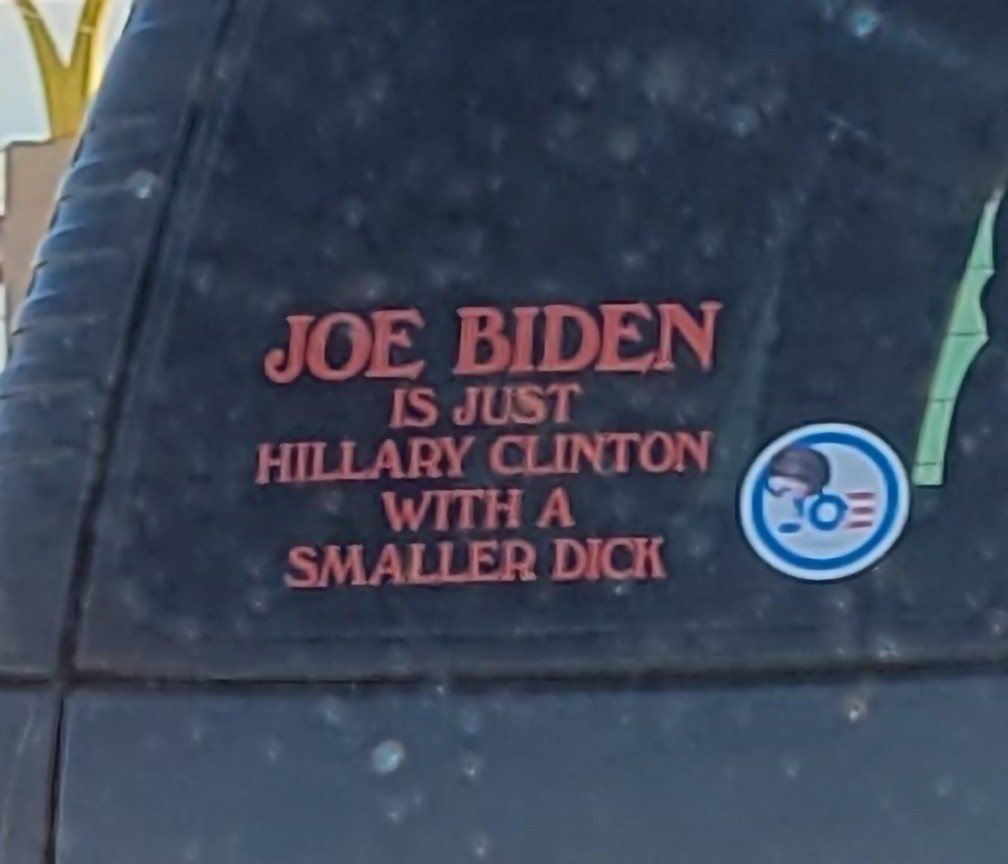 JOE BIDEN
IS JUST
HILLARY CLINTON
WITH A
SMALLER DICK